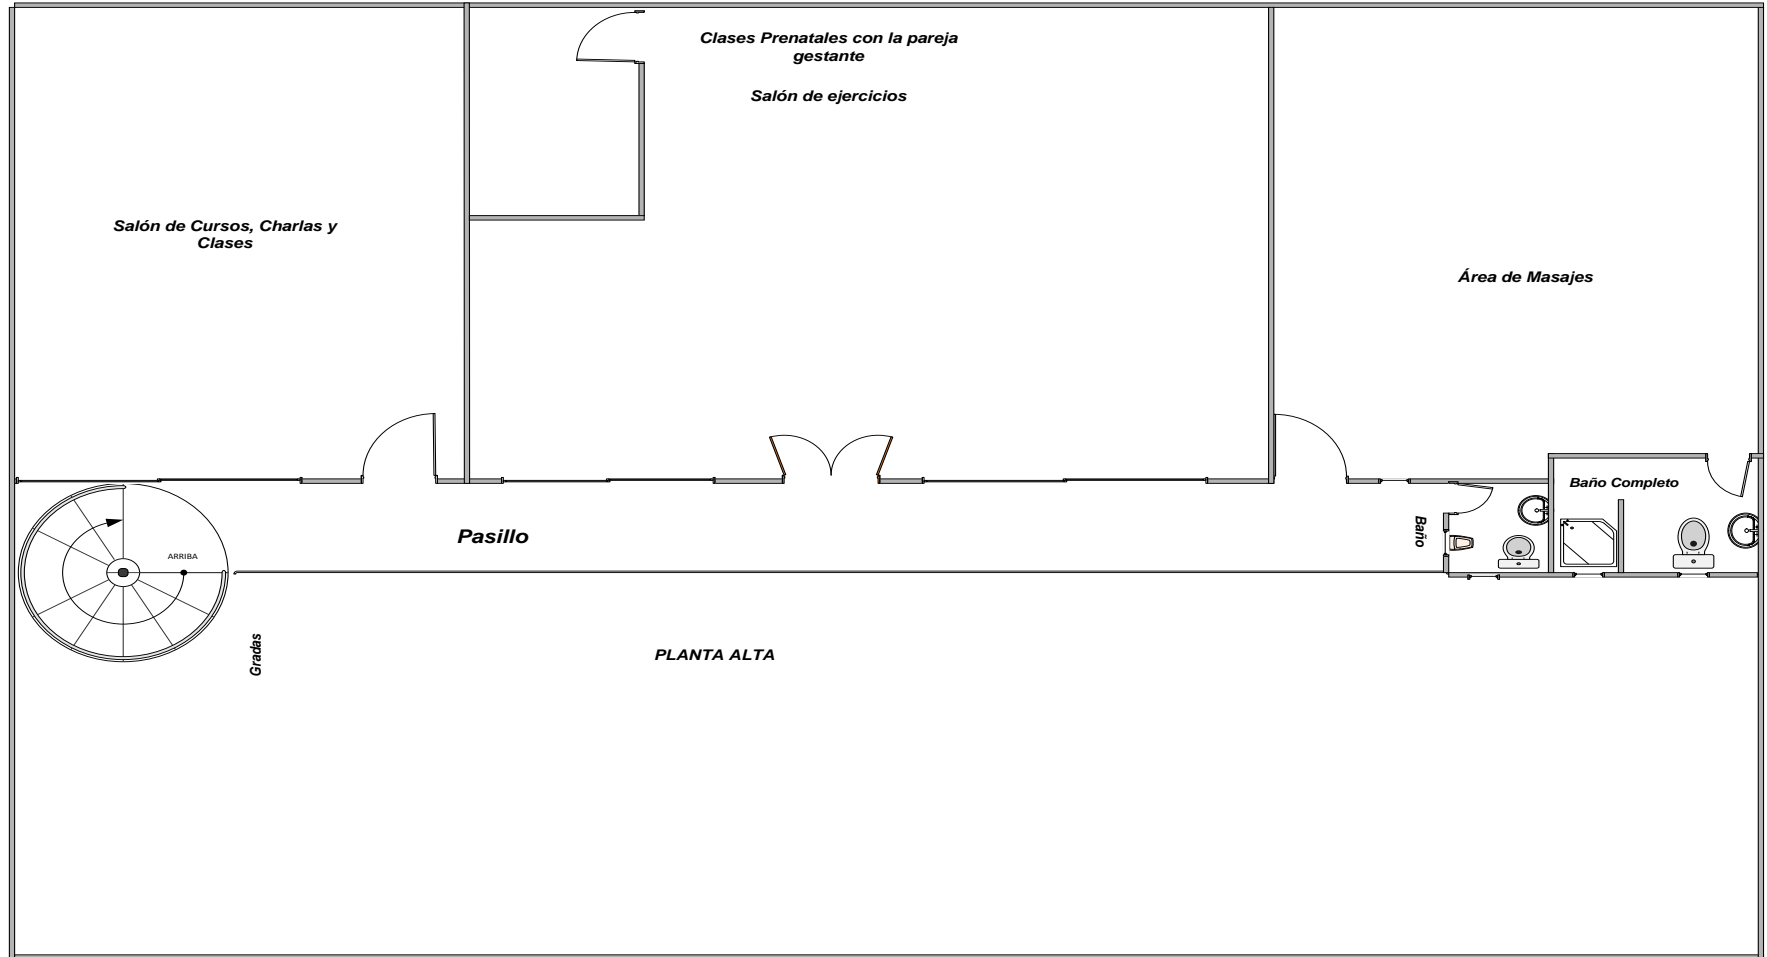 Clases Prenatales con la pareja
gestante
Salón de ejercicios
Salón de Cursos, Charlas y
Clases
Área de Masajes
Baño Completo
Baño
Pasillo
ARRIBA
Gradas
PLANTA ALTA